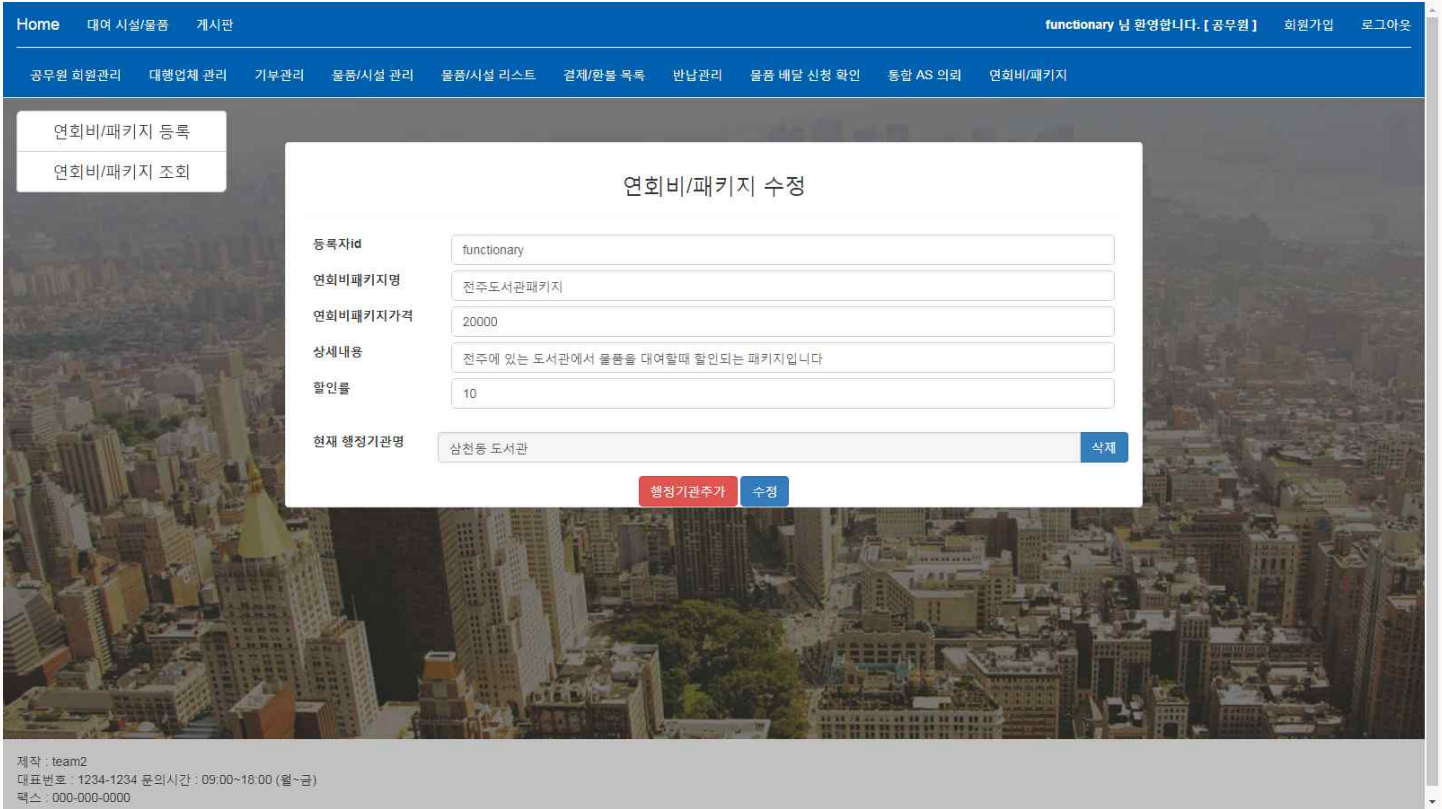 Home 대여 시설/물품 게시판 functionary 님 환영합니다. [ 공무원 ] 회원가입 로그아웃
공무원 회원관리 대행업체 관리 기부관리 물품/시설 관리 물품/시설 리스트 결제/환불 목록 반납관리 물품 배달 신청 확인 통합 AS 의뢰 연회비/패키지
연회비/패키지 등록
연회비/패키지 조회
연회비/패키지 수정
등록자id functionary
연회비패키지명 전주도서관패키지
연회비패키지가격 20000
상세내용 전주에 있는 도서관에서 물품을 대여할때 할인되는 패키지입니다
할인률 10
현재 행정기관명 삼천동 도서관 삭제
행정기관추가 수정
제작 : team2
대표번호 : 1234-1234 문의시간 : 09:00~18:00 (월~금)
팩스 : 000-000-0000